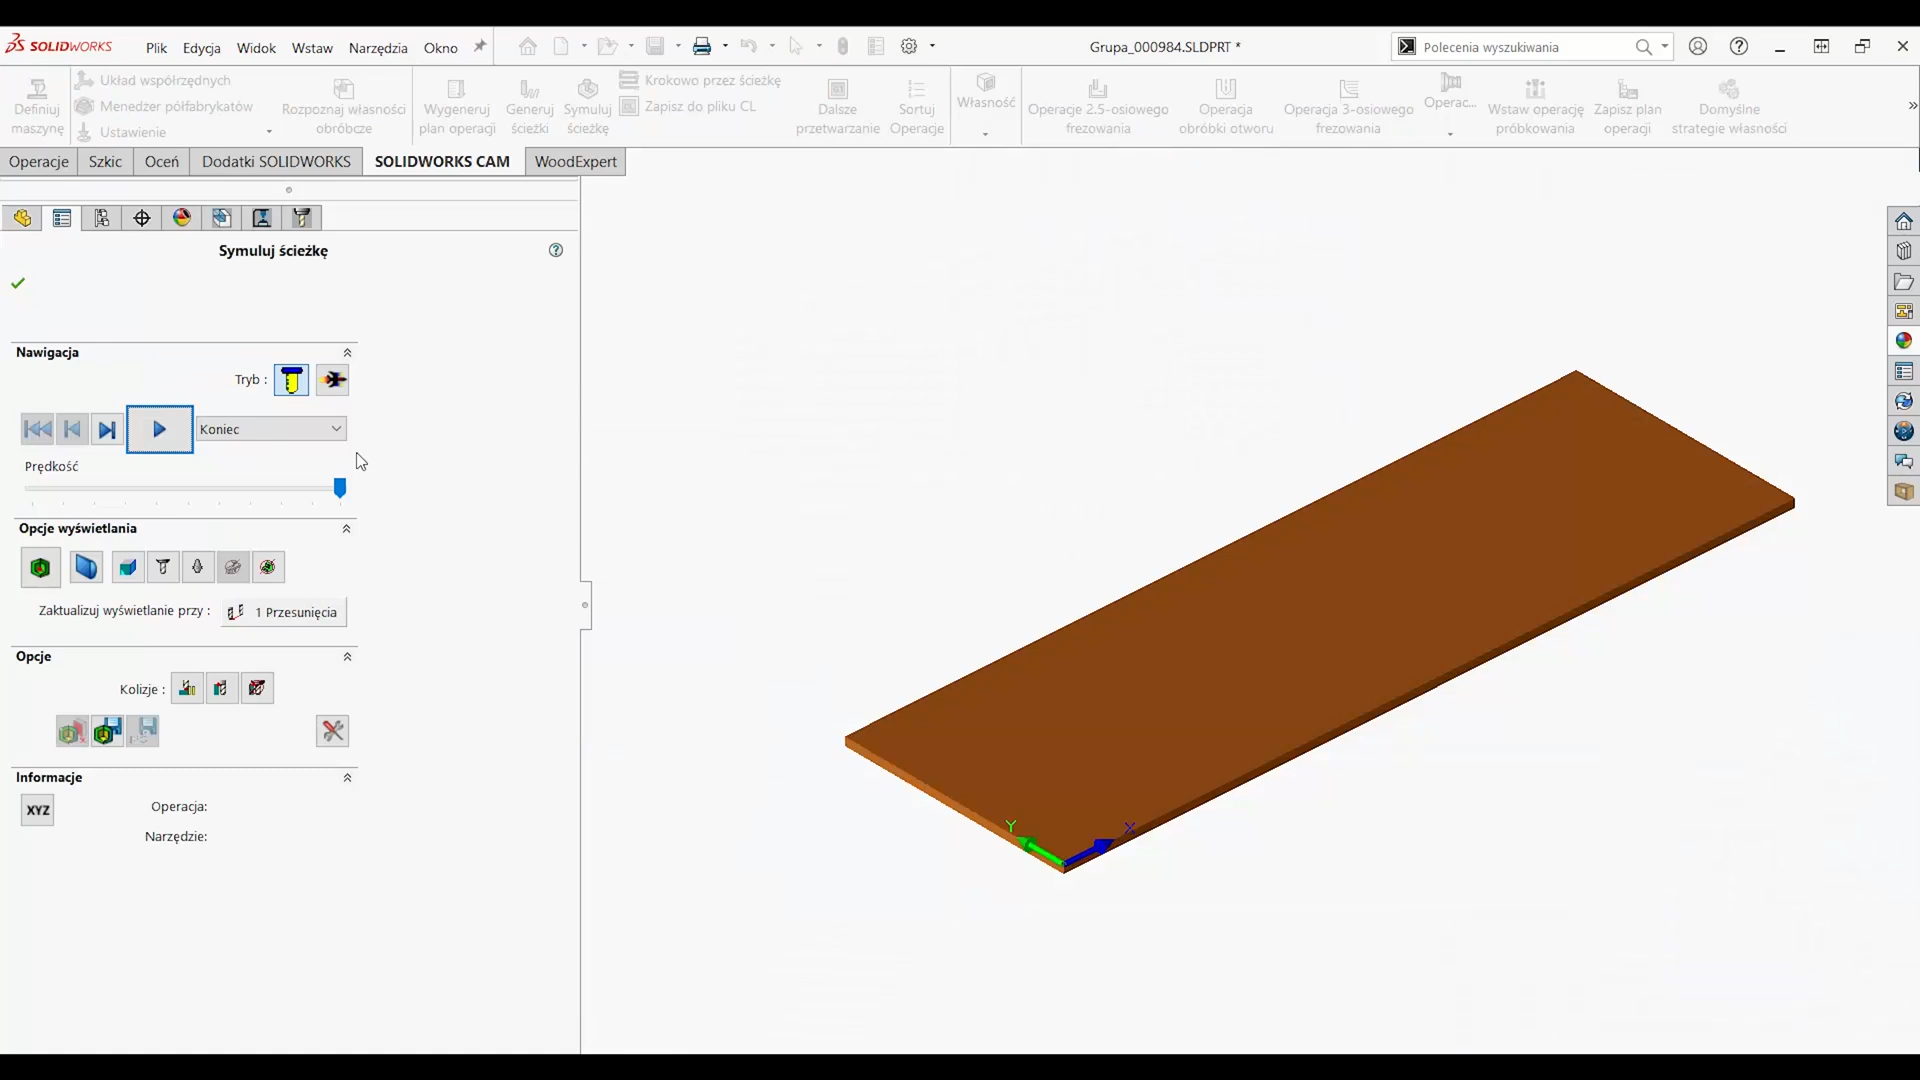 SOLIDWORKS
Plik Edycja Widok Wstaw Narzędzia Okno
Grupa_000984.SLDPRT *
Polecenia wyszukiwania
Definiuj
maszynę
Układ współrzędnych
Menedżer półfabrykatów
Ustawienie
Rozpoznaj własności
obróbcze
Wygeneruj
plan operacji
Generuj
ścieżki
Symuluj
ścieżkę
Krokowo przez ścieżkę
Zapisz do pliku CL
Dalsze
przetwarzanie
Sortuj
Operacje
Własność
Operacje 2.5-osiowego
frezowania
Operacja
obróbki otworu
Operacja 3-osiowego
frezowania
Operac...
Wstaw operację
próbkowania
Zapisz plan
operacji
Domyślne
strategie własności
Operacje Szkic Oceń Dodatki SOLIDWORKS SOLIDWORKS CAM WoodExpert
Symuluj ścieżkę
Nawigacja
Tryb :
Koniec
Prędkość
Opcje wyświetlania
Zaktualizuj wyświetlanie przy : 1 Przesunięcia
Opcje
Kolizje :
Informacje
XYZ
Operacja:
Narzędzie:
Y
X